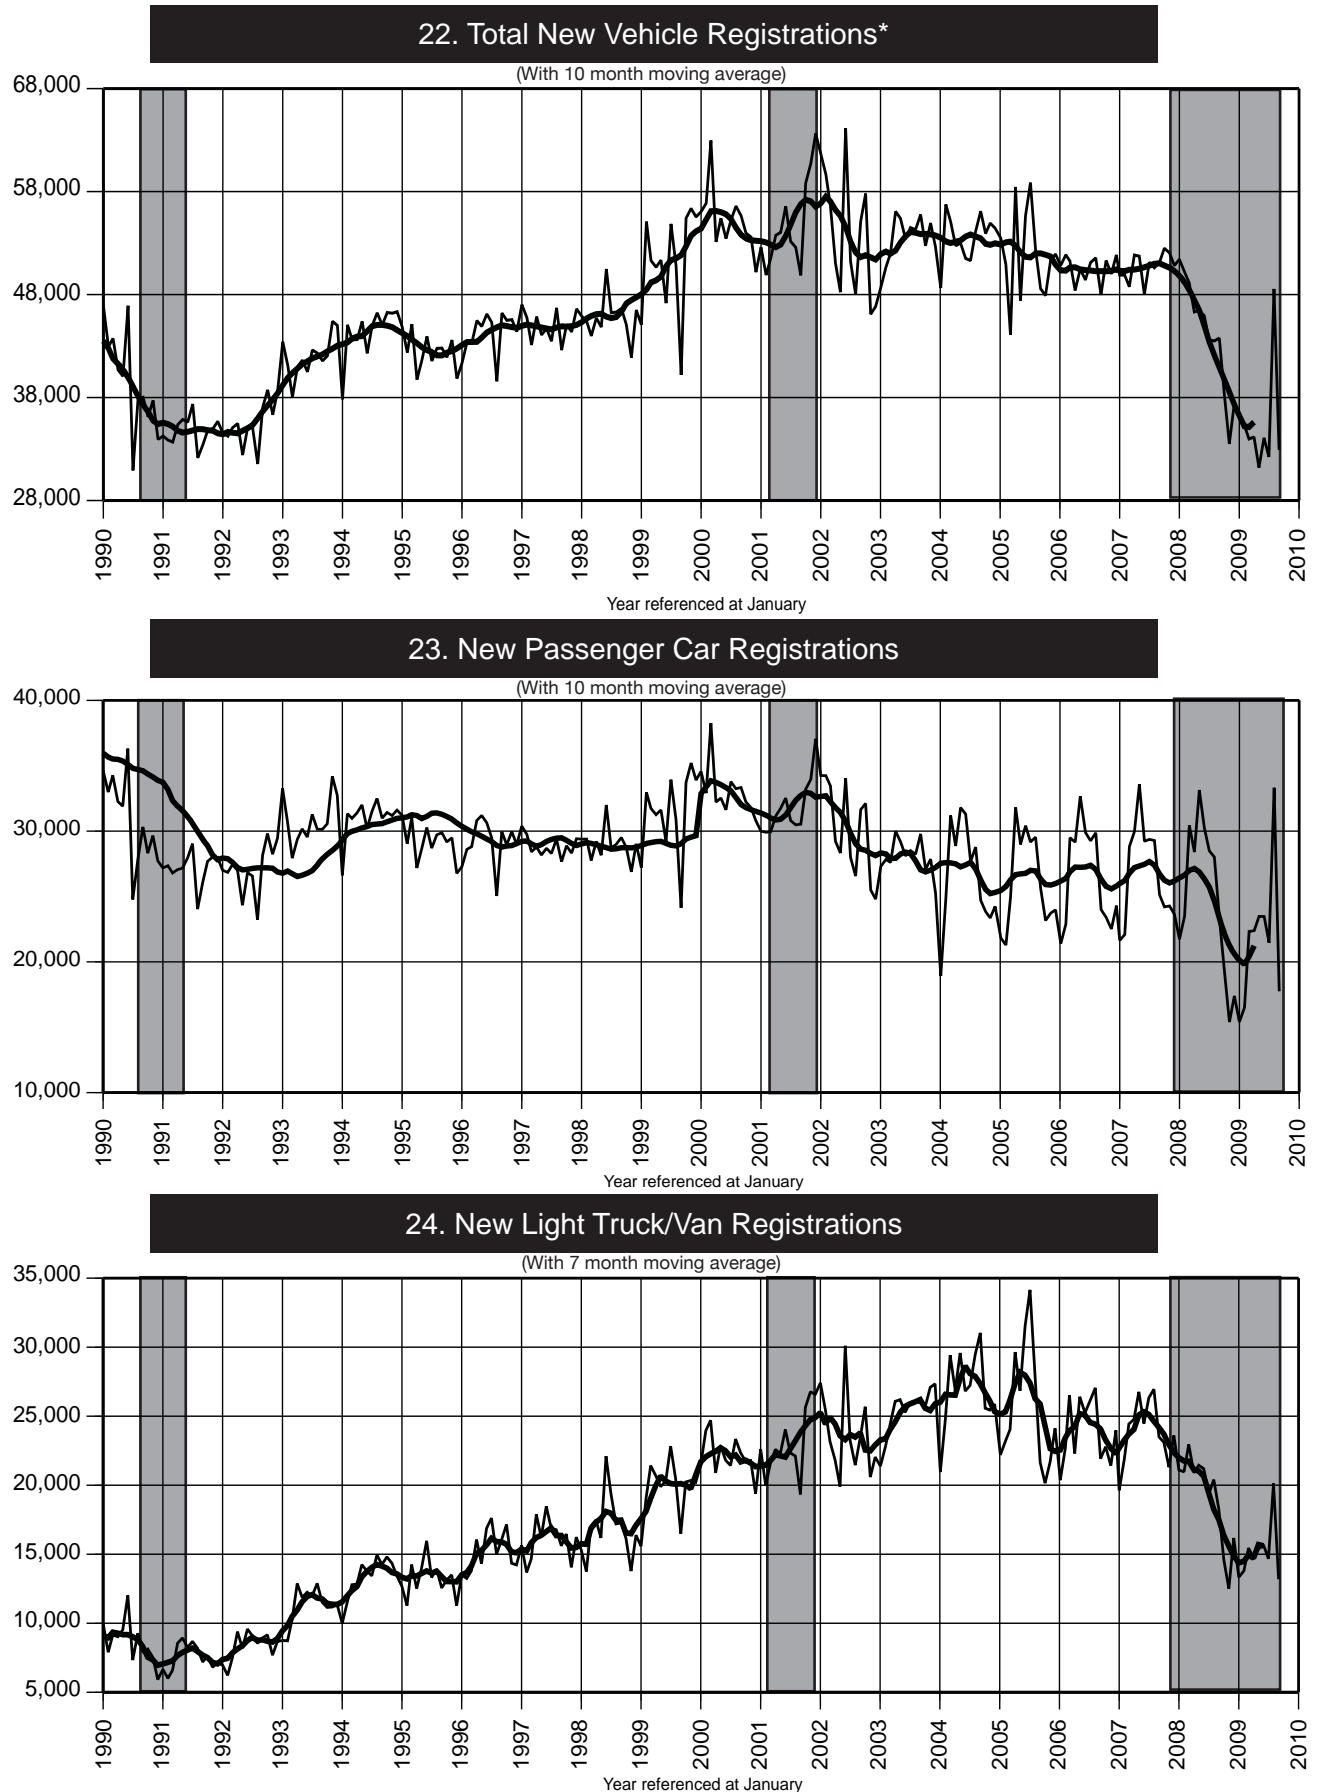 22. Total New Vehicle Registrations*
(With 10 month moving average)
68,000
58,000
48,000
38,000
28,000
1990 1991 1992 1993 1994 1995 1996 1997 1998 1999 2000 2001 2002 2003 2004 2005 2006 2007 2008 2009 2010
Year referenced at January
23. New Passenger Car Registrations
(With 10 month moving average)
40,000
30,000
20,000
10,000
1990 1991 1992 1993 1994 1995 1996 1997 1998 1999 2000 2001 2002 2003 2004 2005 2006 2007 2008 2009 2010
Year referenced at January
24. New Light Truck/Van Registrations
(With 7 month moving average)
35,000
30,000
25,000
20,000
15,000
10,000
5,000
1990 1991 1992 1993 1994 1995 1996 1997 1998 1999 2000 2001 2002 2003 2004 2005 2006 2007 2008 2009 2010
Year referenced at January